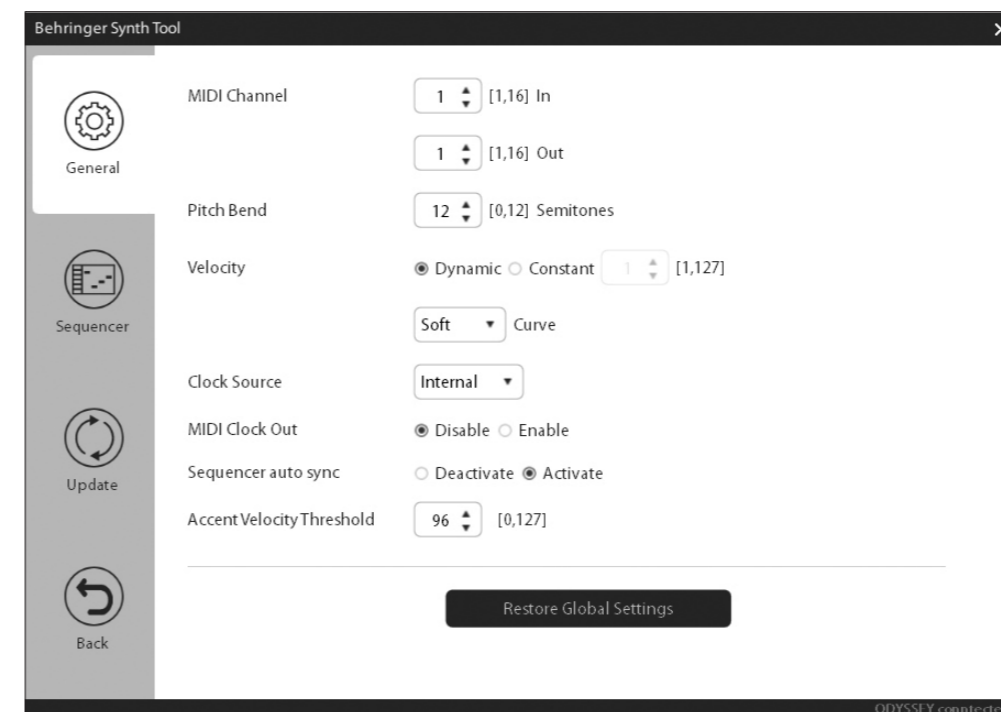 Behringer Synth Tool
General
Sequencer
Update
Back
MIDI Channel 1 [1,16] In
1 [1,16] Out
Pitch Bend 12 [0,12] Semitones
Velocity Dynamic Constant 1 [1,127]
Soft Curve
Clock Source Internal
MIDI Clock Out Disable Enable
Sequencer auto sync Deactivate Activate
Accent Velocity Threshold 96 [0,127]
Restore Global Settings
ODYSSEY